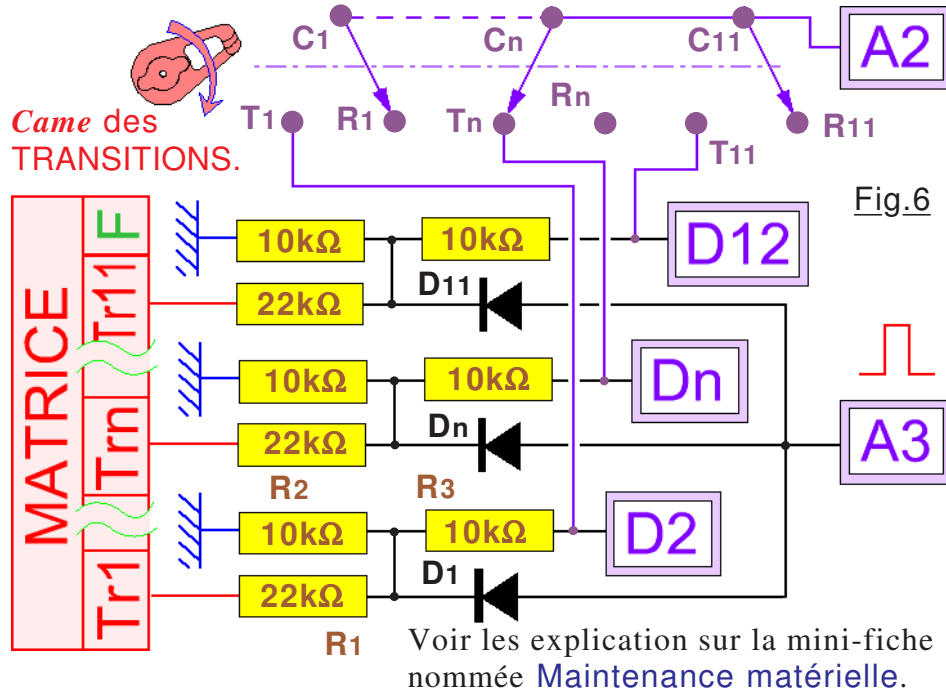 C1 Cn C11 A2
Came des
TRANSITIONS.
T1 R1 Tn Rn T11 R11
Fig.6
MATRICE
F
Tr11
Trn
Tr1
10kΩ 10kΩ D12
22kΩ D11
10kΩ 10kΩ Dn
22kΩ Dn A3
R2 R3
10kΩ 10kΩ D2
22kΩ D1
R1
Voir les explication sur la mini-fiche
nommée Maintenance matérielle.